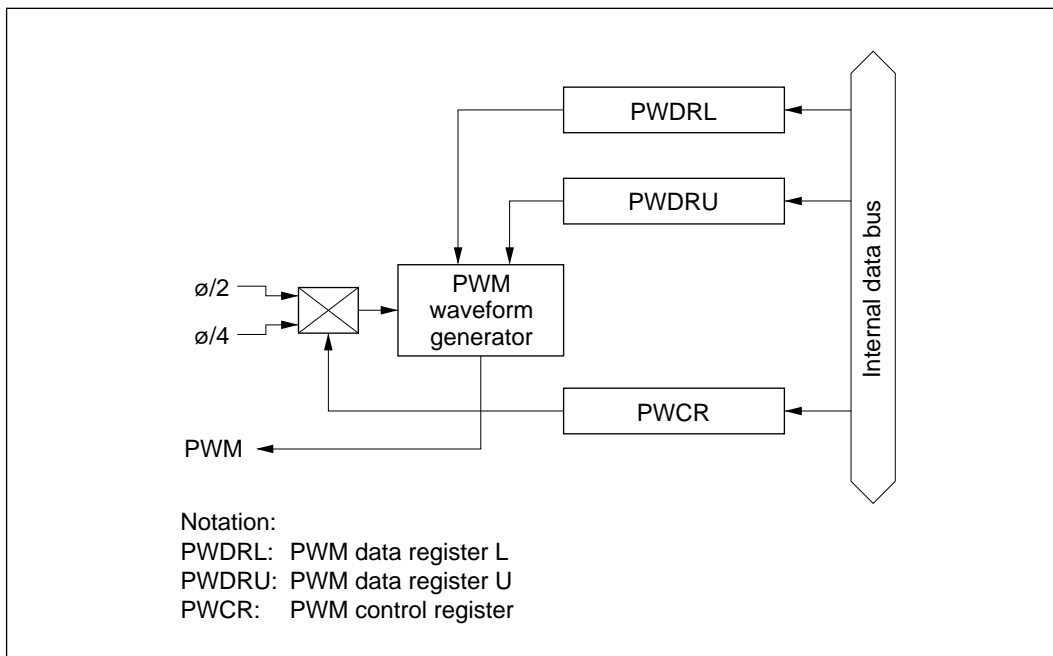 PWDRL
PWDRU
ø/2
ø/4
PWM
waveform
generator
PWCR
PWM
Internal data bus
Notation:
PWDRL: PWM data register L
PWDRU: PWM data register U
PWCR: PWM control register